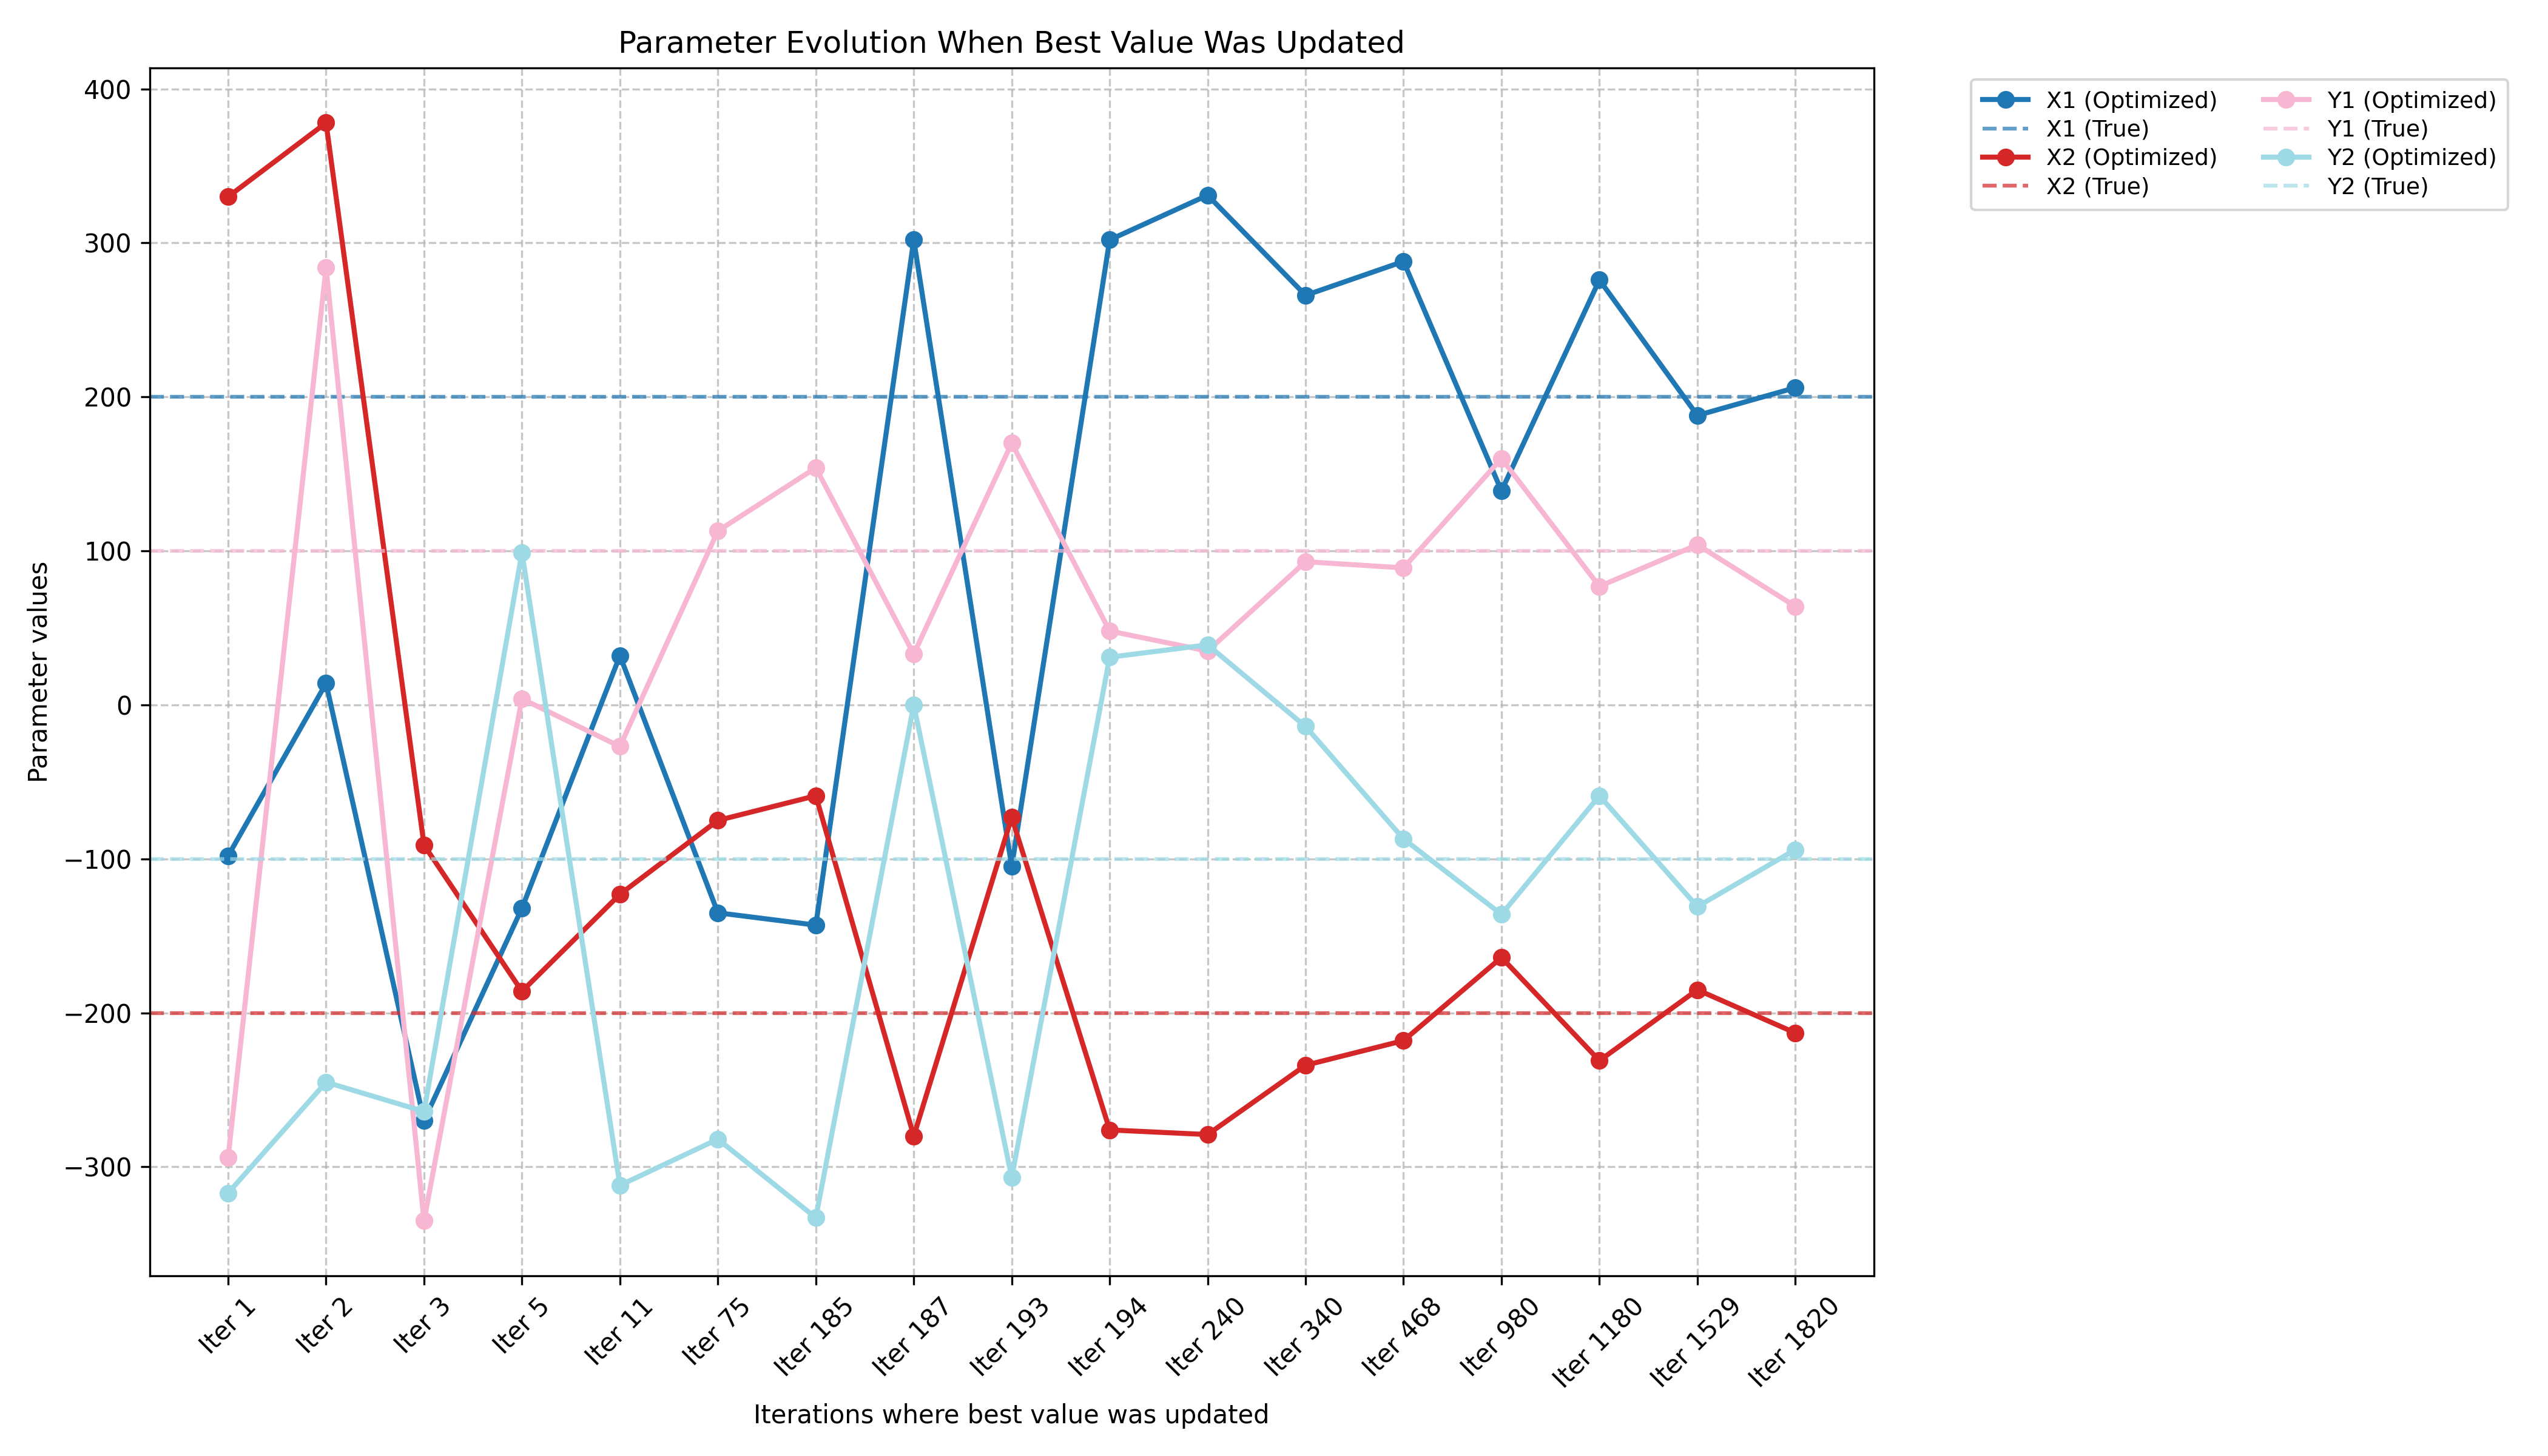 Parameter Evolution When Best Value Was Updated
400
300
200
100
0
−100
−200
−300
Parameter values
Iter 1
Iter 2
Iter 3
Iter 5
Iter 11
Iter 75
Iter 185
Iter 187
Iter 193
Iter 194
Iter 240
Iter 340
Iter 468
Iter 980
Iter 1180
Iter 1529
Iter 1820
Iterations where best value was updated
X1 (Optimized)
X1 (True)
X2 (Optimized)
X2 (True)
Y1 (Optimized)
Y1 (True)
Y2 (Optimized)
Y2 (True)